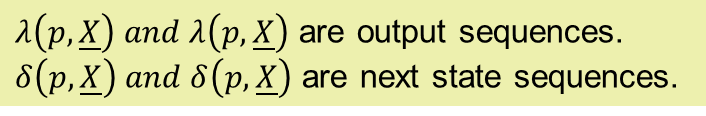 λ(p, X) and λ(p, X) are output sequences.
δ(p, X) and δ(p, X) are next state sequences.